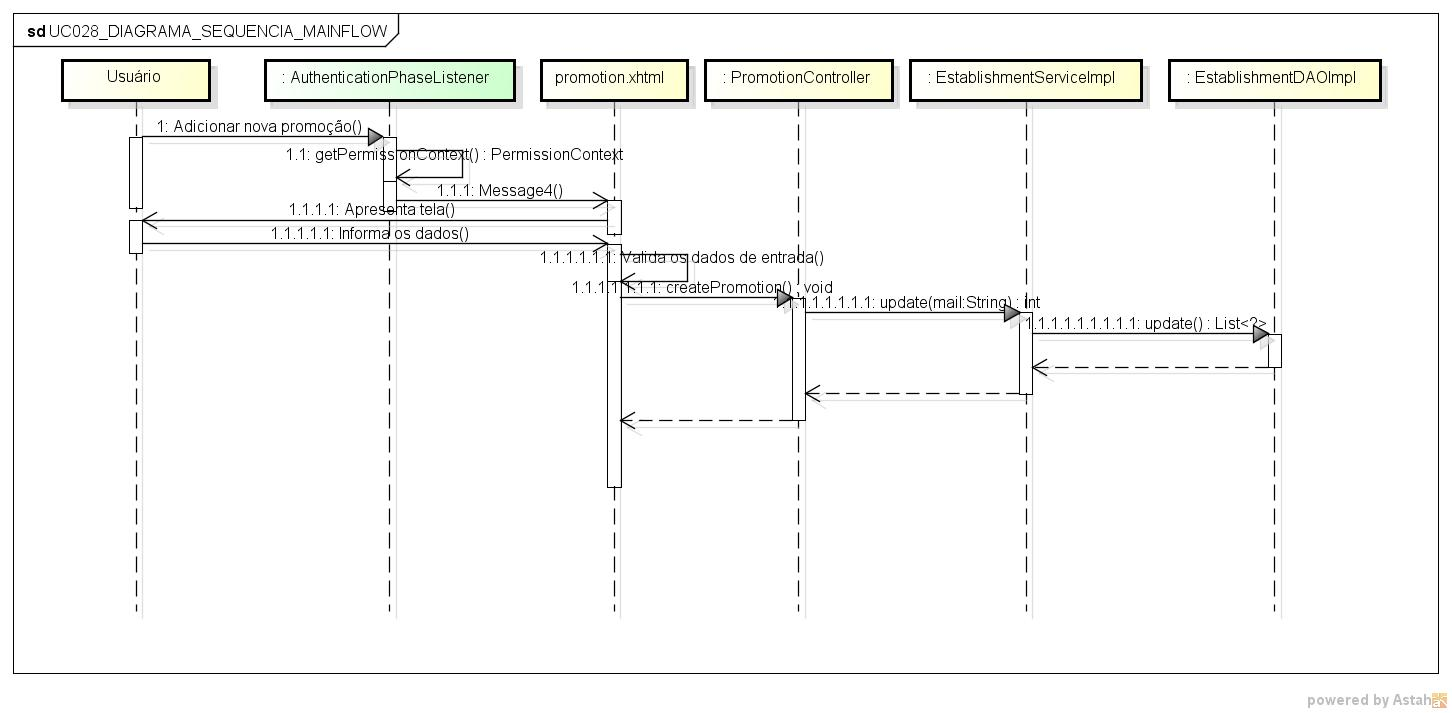 sd UC028_DIAGRAMA_SEQUENCIA_MAINFLOW
Usuário
: AuthenticationPhaseListener
promotion.xhtml
: PromotionController
: EstablishmentServiceImpl
: EstablishmentDAOImpl
1: Adicionar nova promoção()
1.1: getPermissionContext() : PermissionContext
1.1.1: Message4()
1.1.1.1: Apresenta tela()
1.1.1.1.1: Informa os dados()
1.1.1.1.1.1: Valida os dados de entrada()
1.1.1.1.1.1.1: createPromotion() : void
1.1.1.1.1.1.1.1: update(mail:String) : int
1.1.1.1.1.1.1.1.1: update() : List<?>
powered by Astah